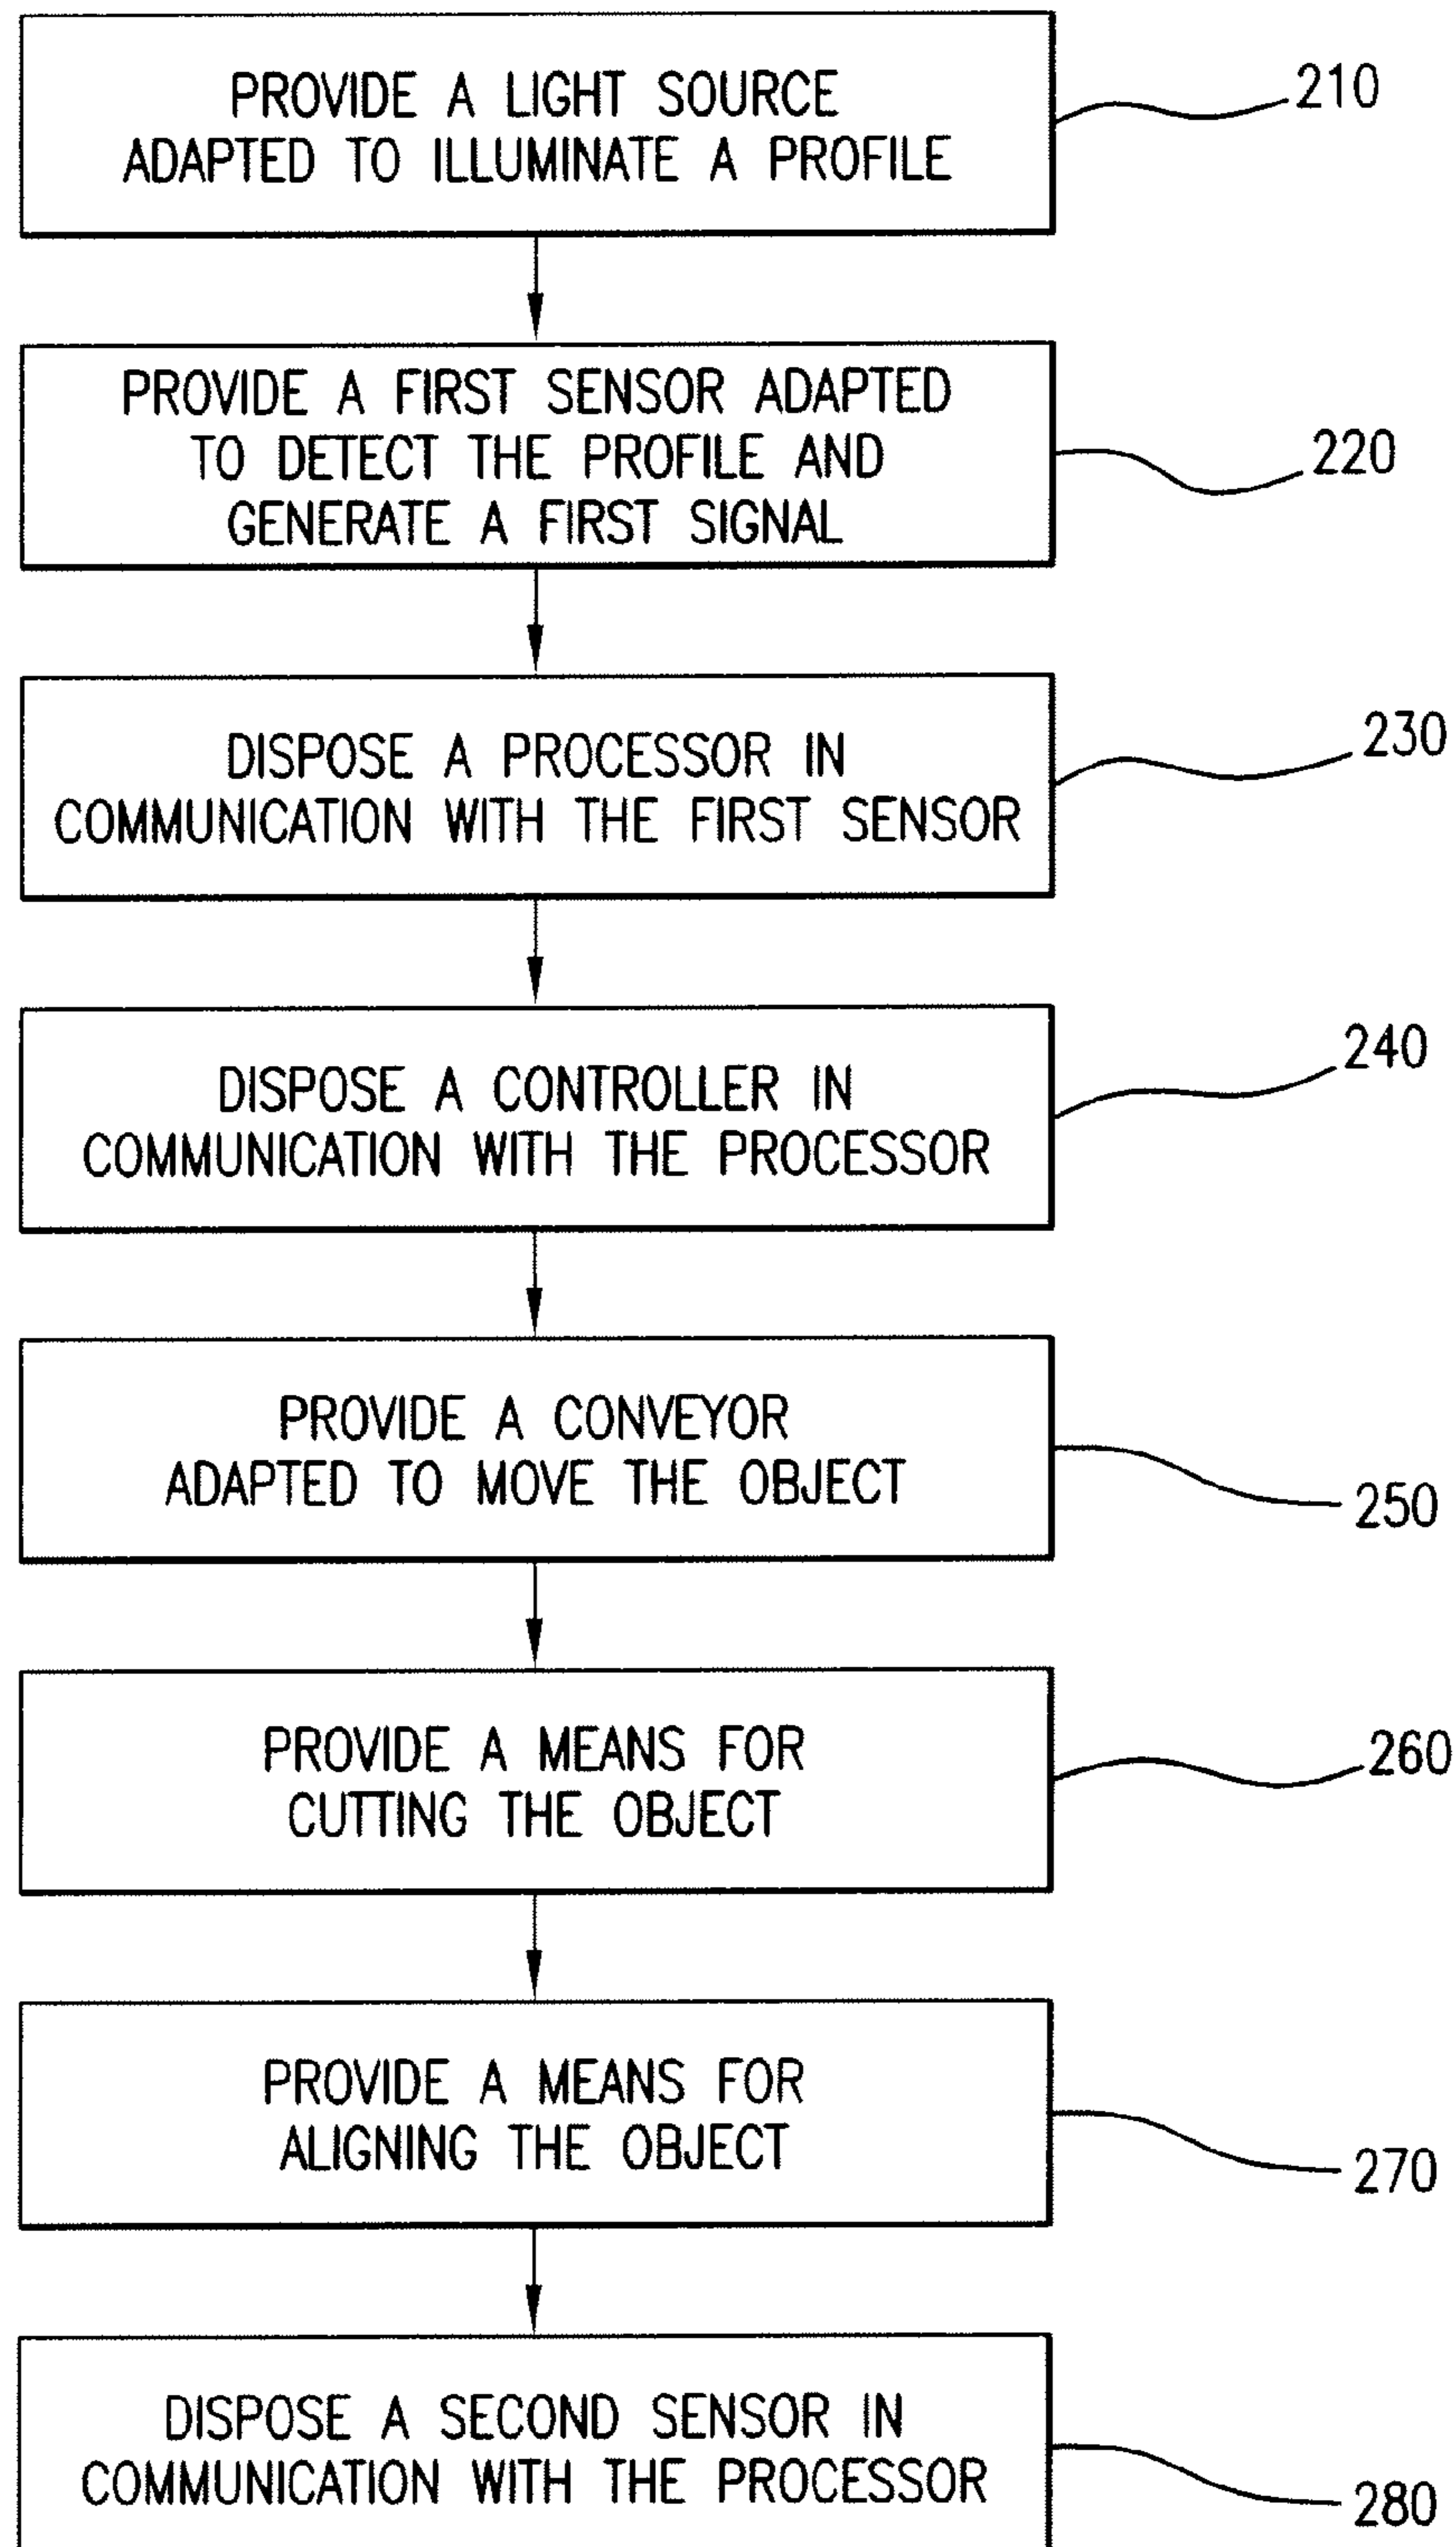 PROVIDE A LIGHT SOURCE
ADAPTED TO ILLUMINATE A PROFILE
210
PROVIDE A FIRST SENSOR ADAPTED
TO DETECT THE PROFILE AND
GENERATE A FIRST SIGNAL
220
DISPOSE A PROCESSOR IN
COMMUNICATION WITH THE FIRST SENSOR
230
DISPOSE A CONTROLLER IN
COMMUNICATION WITH THE PROCESSOR
240
PROVIDE A CONVEYOR
ADAPTED TO MOVE THE OBJECT
250
PROVIDE A MEANS FOR
CUTTING THE OBJECT
260
PROVIDE A MEANS FOR
ALIGNING THE OBJECT
270
DISPOSE A SECOND SENSOR IN
COMMUNICATION WITH THE PROCESSOR
280